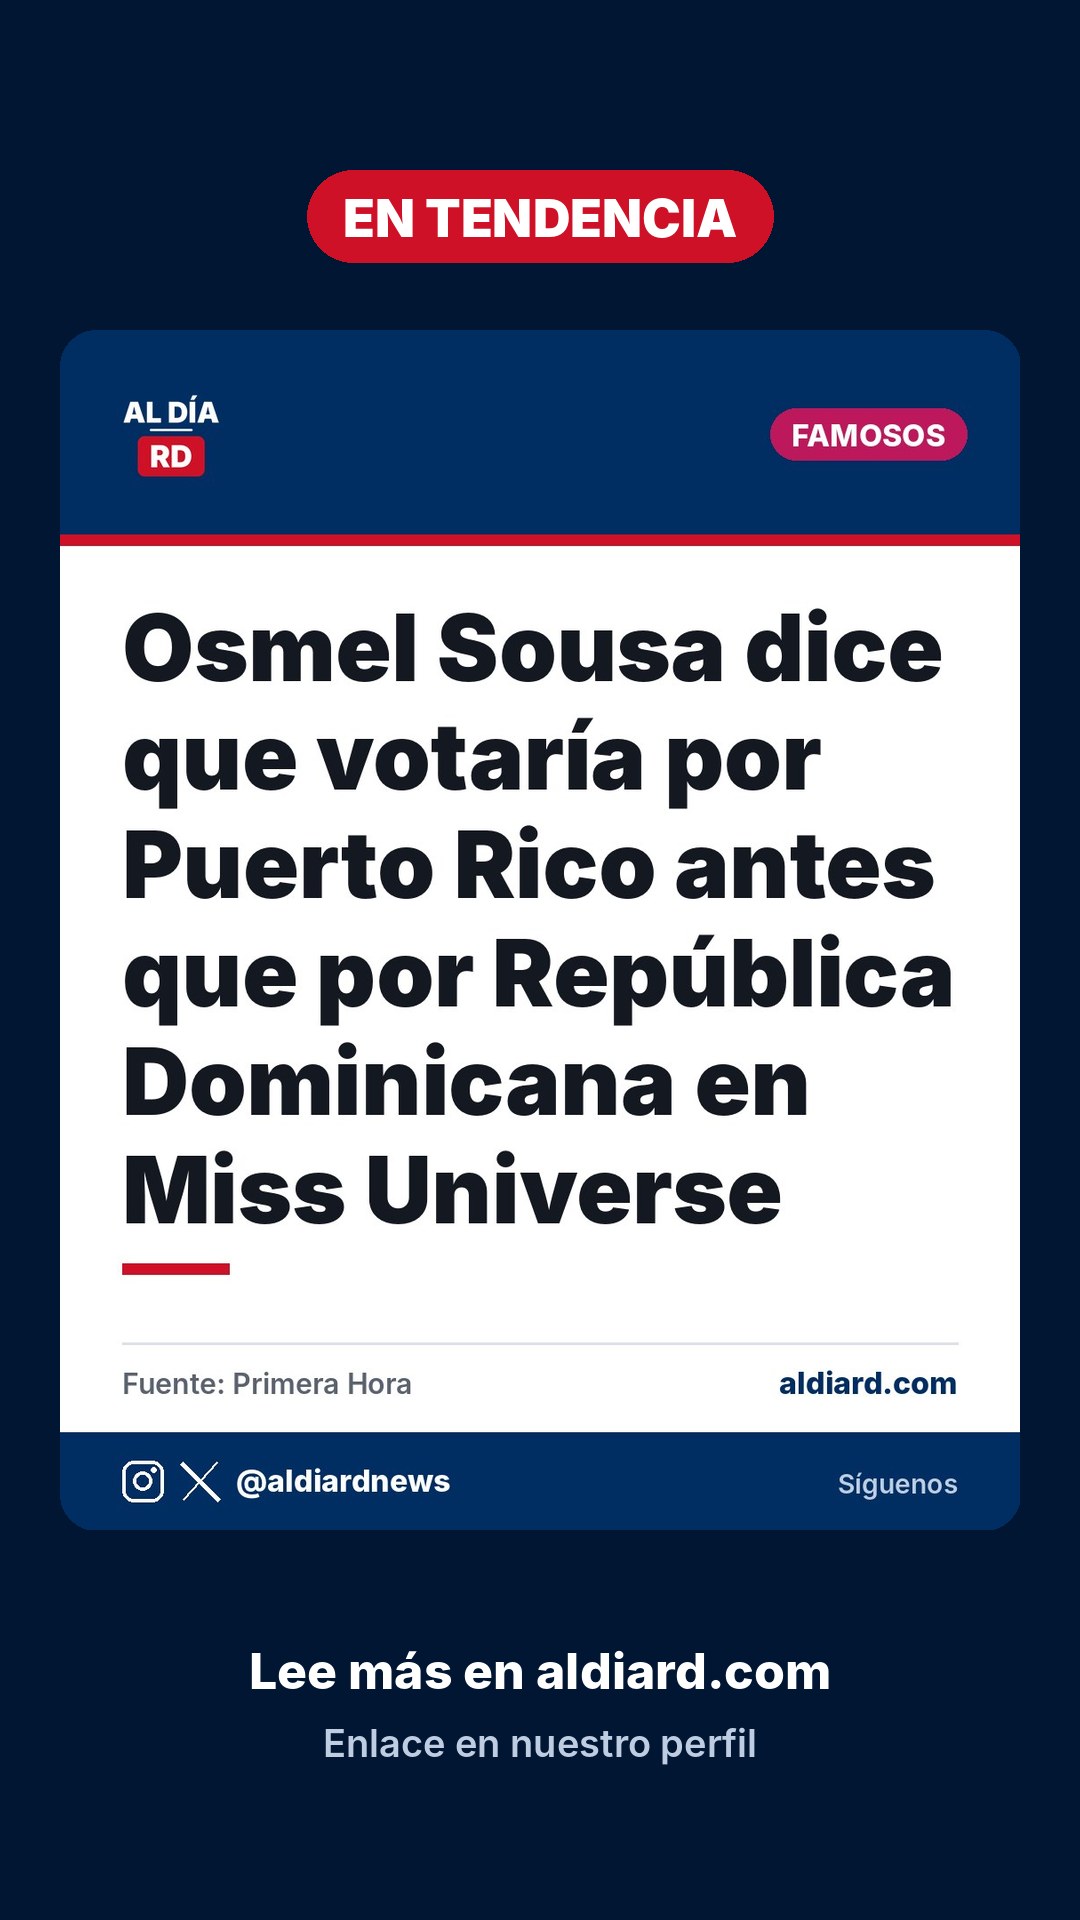 EN TENDENCIA
AL DÍA
RD
FAMOSOS
Osmel Sousa dice
que votaría por
Puerto Rico antes
que por República
Dominicana en
Miss Universe
Fuente: Primera Hora
aldiard.com
@aldiardnews
Síguenos
Lee más en aldiard.com
Enlace en nuestro perfil